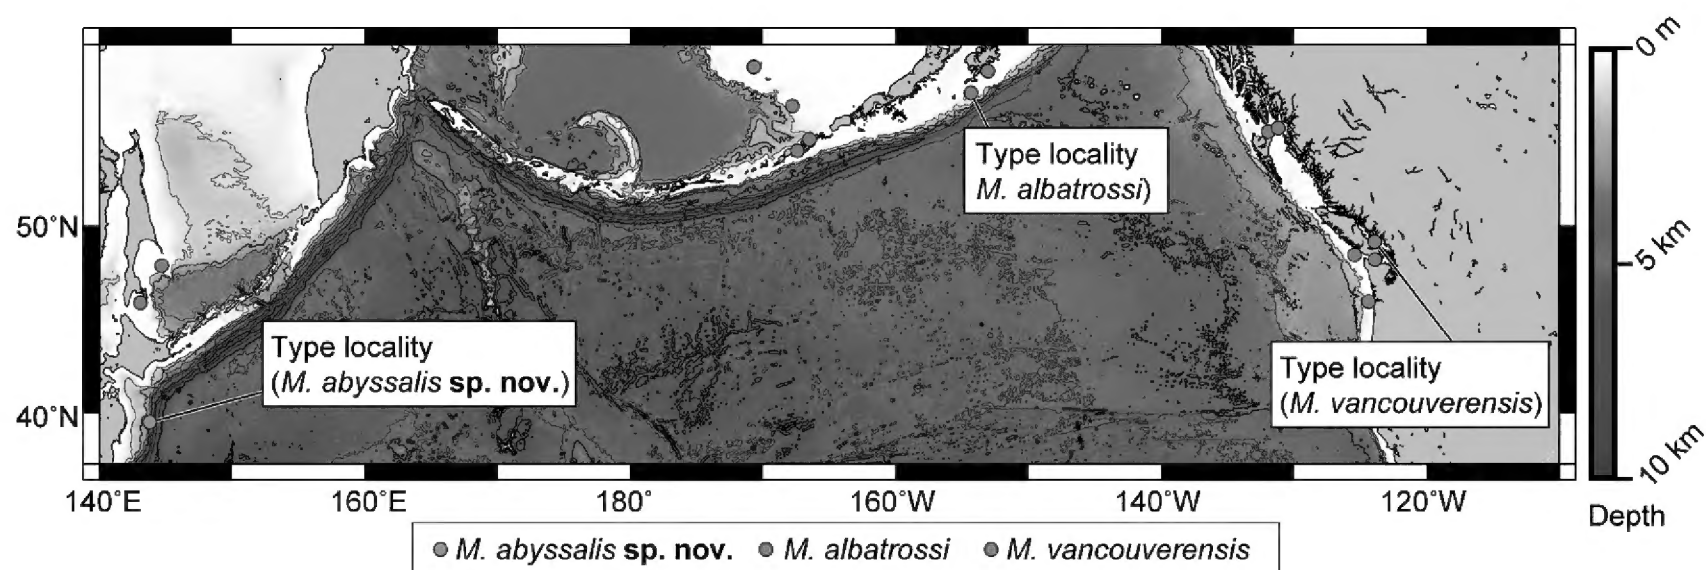 0 m
Type locality
M. albatrossi)
50˚N
5 km
Type locality
(M. abyssalis sp. nov.)
Type locality
(M. vancouverensis)
40˚N
10 km
140˚E 160˚E 180˚ 160˚W 140˚W 120˚W
Depth
M. abyssalis sp. nov. M. albatrossi M. vancouverensis